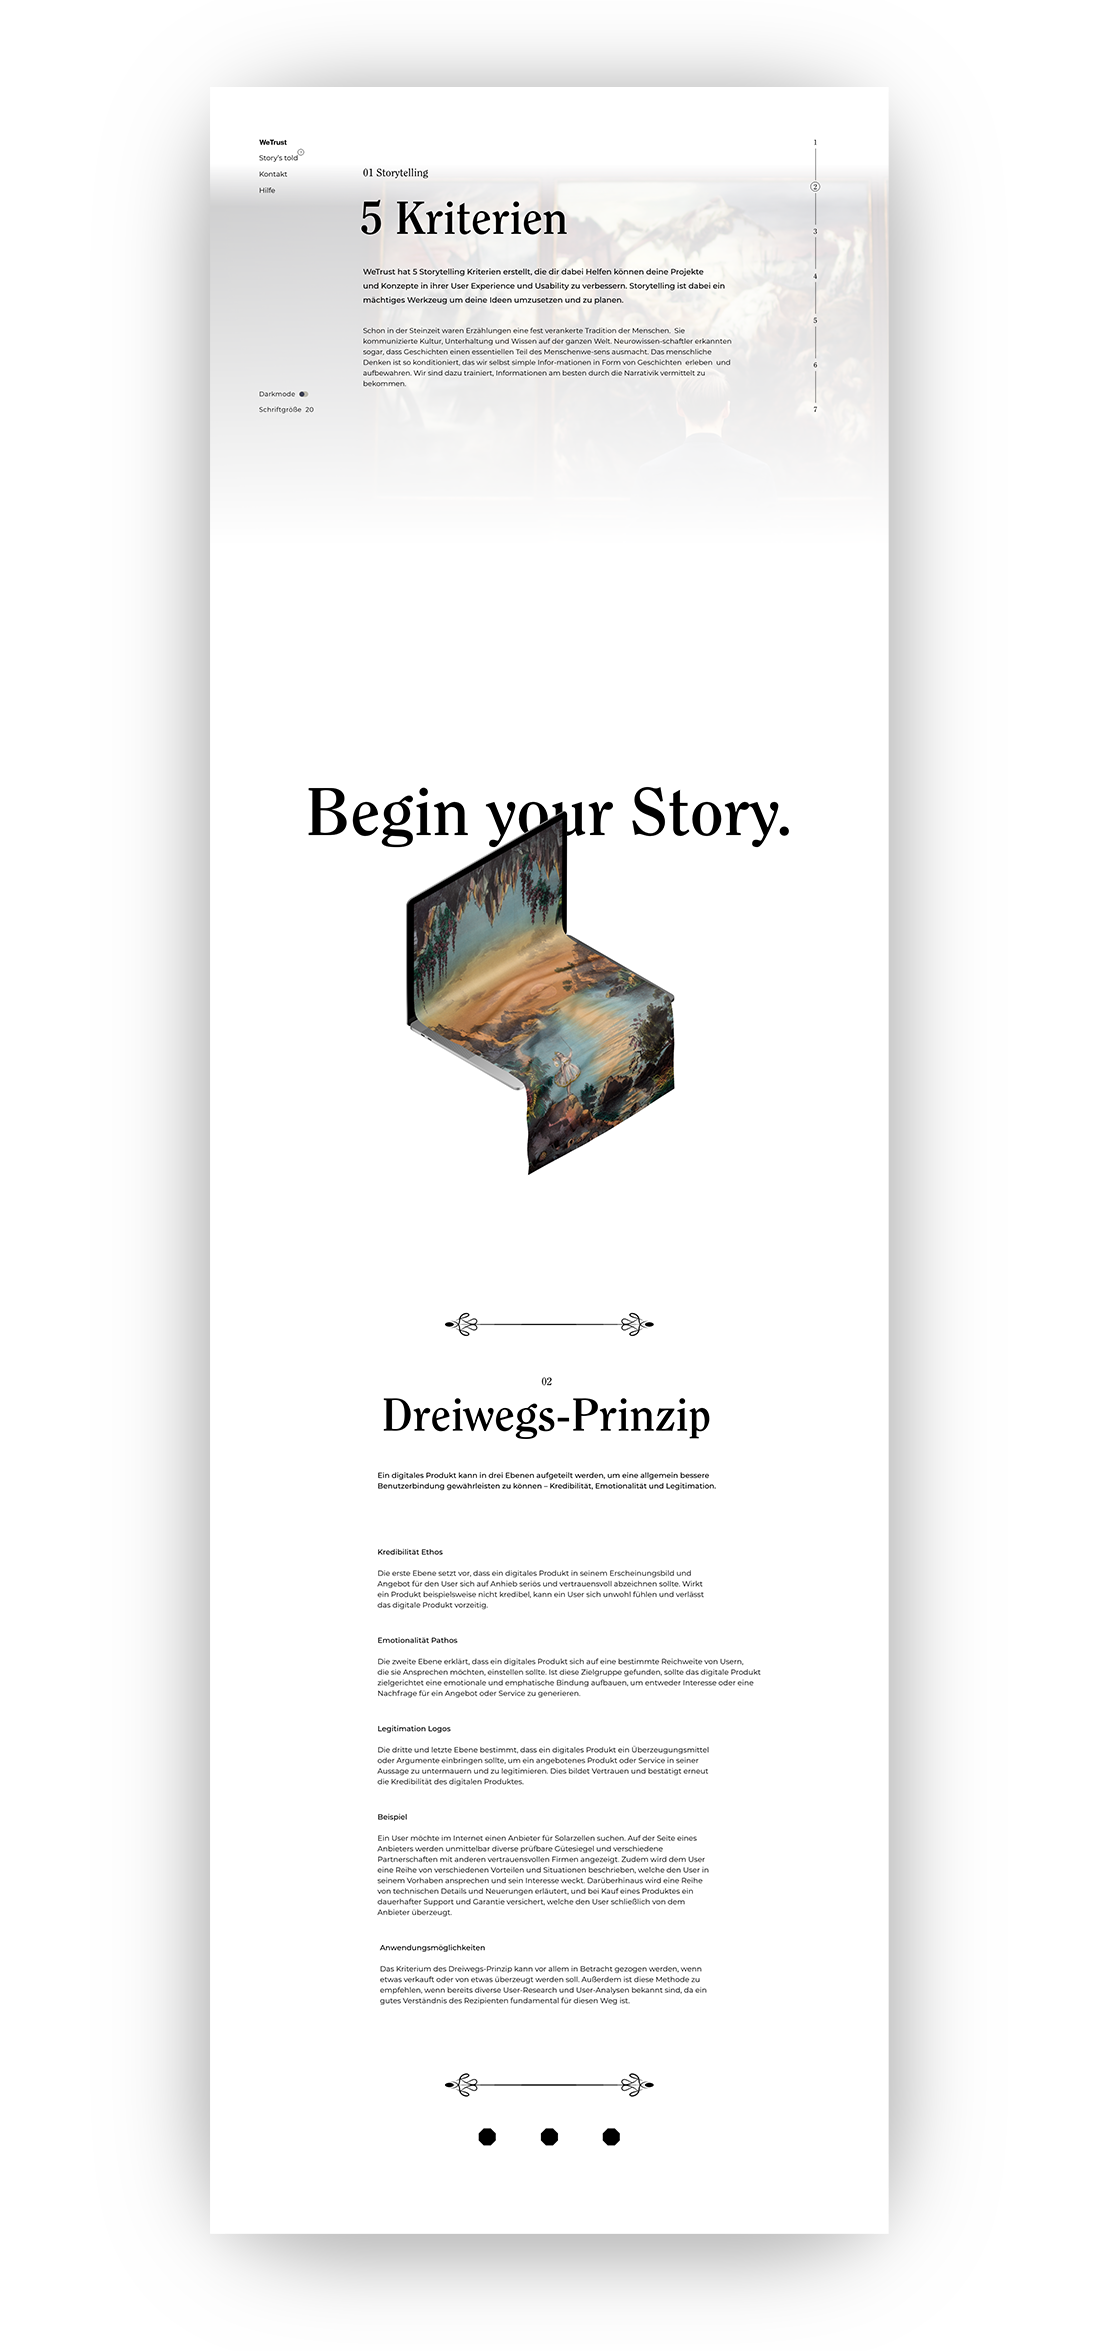 WeTrust
Story's told
Kontakt
Hilfe
Darkmode
Schriftgröße 20
1
2
3
4
5
6
7
01 Storytelling
5 Kriterien
WeTrust hat 5 Storytelling Kriterien erstellt, die dir dabei Helfen können deine Projekte
und Konzepte in ihrer User Experience und Usability zu verbessern. Storytelling ist dabei ein
mächtiges Werkzeug um deine Ideen umzusetzen und zu planen.
Schon in der Steinzeit waren Erzählungen eine fest verankerte Tradition der Menschen. Sie
kommunizierte Kultur, Unterhaltung und Wissen auf der ganzen Welt. Neurowissen-schaftler erkannten
sogar, dass Geschichten einen essentiellen Teil des Menschenwe-sens ausmacht. Das menschliche
Denken ist so konditioniert, das wir selbst simple Infor-mationen in Form von Geschichten erleben und
aufbewahren. Wir sind dazu trainiert, Informationen am besten durch die Narrativik vermittelt zu
bekommen.
Begin your Story.
02
Dreiwegs-Prinzip
Ein digitales Produkt kann in drei Ebenen aufgeteilt werden, um eine allgemein bessere
Benutzerbindung gewährleisten zu können – Kredibilität, Emotionalität und Legitimation.
Kredibilität Ethos
Die erste Ebene setzt vor, dass ein digitales Produkt in seinem Erscheinungsbild und
Angebot für den User sich auf Anhieb seriös und vertrauensvoll abzeichnen sollte. Wirkt
ein Produkt beispielsweise nicht kredibel, kann ein User sich unwohl fühlen und verlässt
das digitale Produkt vorzeitig.
Emotionalität Pathos
Die zweite Ebene erklärt, dass ein digitales Produkt sich auf eine bestimmte Reichweite von Usern,
die sie Ansprechen möchten, einstellen sollte. Ist diese Zielgruppe gefunden, sollte das digitale Produkt
zielgerichtet eine emotionale und emphatische Bindung aufbauen, um entweder Interesse oder eine
Nachfrage für ein Angebot oder Service zu generieren.
Legitimation Logos
Die dritte und letzte Ebene bestimmt, dass ein digitales Produkt ein Überzeugungsmittel
oder Argumente einbringen sollte, um ein angebotenes Produkt oder Service in seiner
Aussage zu untermauern und zu legitimieren. Dies bildet Vertrauen und bestätigt erneut
die Kredibilität des digitalen Produktes.
Beispiel
Ein User möchte im Internet einen Anbieter für Solarzellen suchen. Auf der Seite eines
Anbieters werden unmittelbar diverse prüfbare Gütesiegel und verschiedene
Partnerschaften mit anderen vertrauensvollen Firmen angezeigt. Zudem wird dem User
eine Reihe von verschiedenen Vorteilen und Situationen beschrieben, welche den User in
seinem Vorhaben ansprechen und sein Interesse weckt. Darüberhinaus wird eine Reihe
von technischen Details und Neuerungen erläutert, und bei Kauf eines Produktes ein
dauerhafter Support und Garantie versichert, welche den User schließlich von dem
Anbieter überzeugt.
Anwendungsmöglichkeiten
Das Kriterium des Dreiwegs-Prinzip kann vor allem in Betracht gezogen werden, wenn
etwas verkauft oder von etwas überzeugt werden soll. Außerdem ist diese Methode zu
empfehlen, wenn bereits diverse User-Research und User-Analysen bekannt sind, da ein
gutes Verständnis des Rezipienten fundamental für diesen Weg ist.